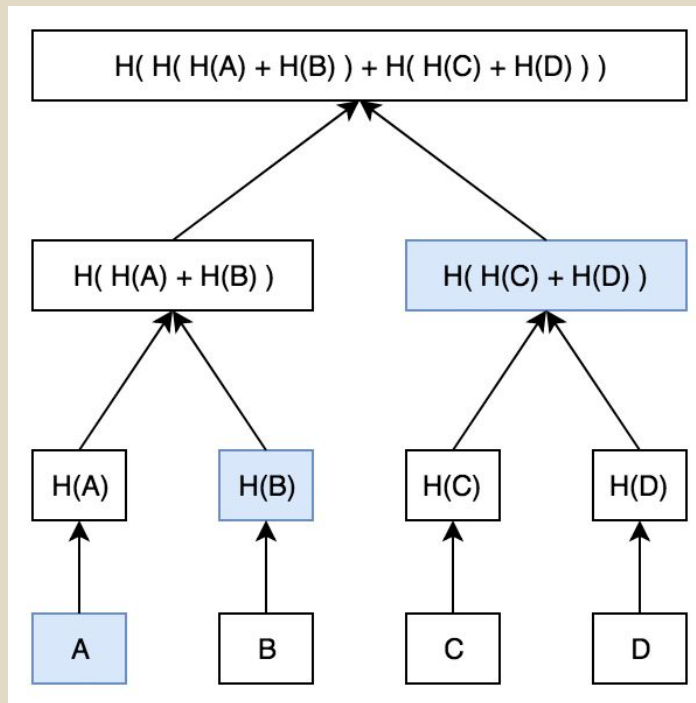 H( H( H(A) + H(B) ) + H( H(C) + H(D) ) )
H( H(A) + H(B) )
H( H(C) + H(D) )
H(A)
H(B)
H(C)
H(D)
A
B
C
D